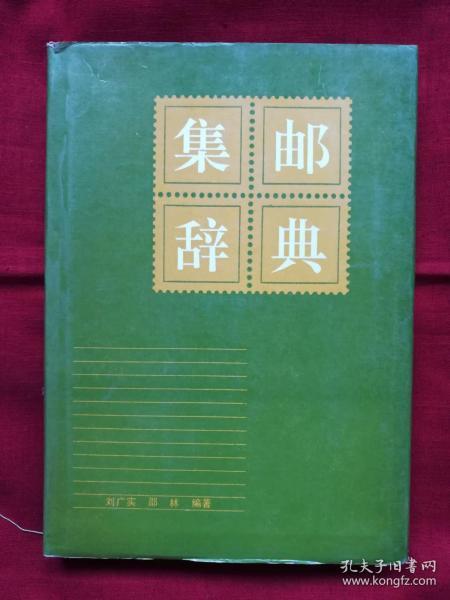 集邮
辞典
刘广实 邵 林 编著
孔夫子旧书网
www.kongfz.com